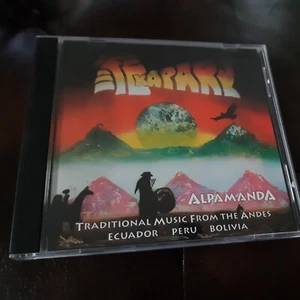 ALPAMANDA
TRADITIONAL MUSIC FROM THE ANDES
ECUADOR PERU BOLIVIA